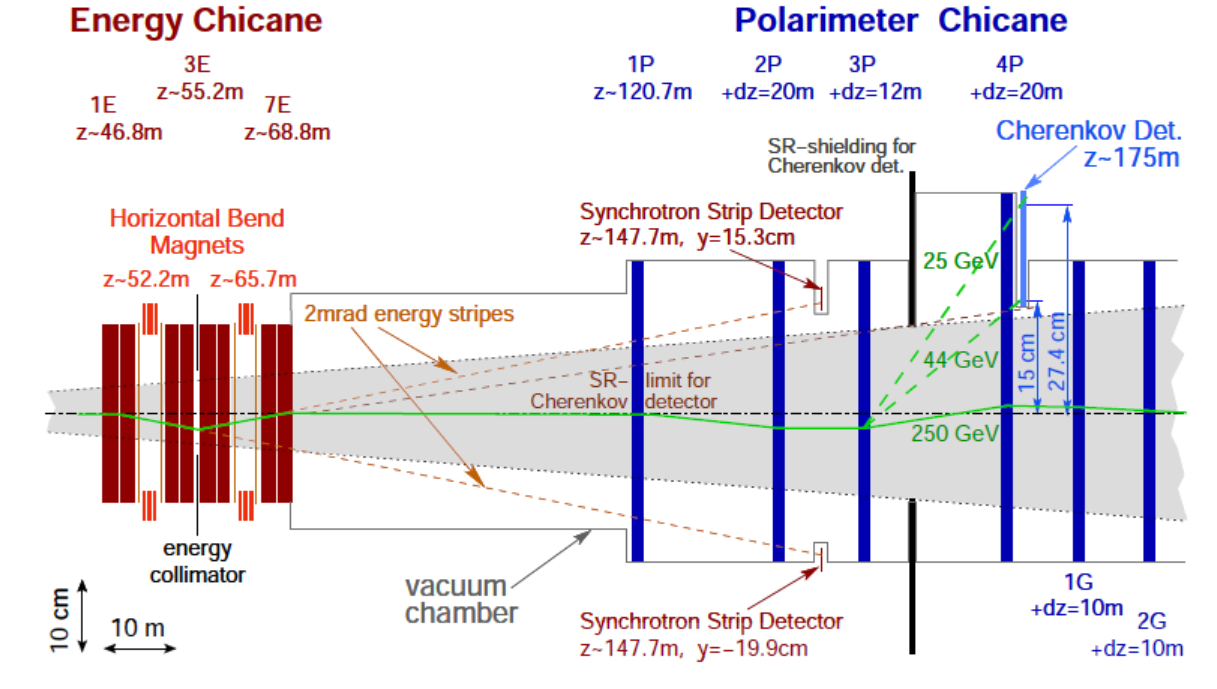 Energy Chicane
Polarimeter Chicane
3E
z~55.2m
1E
z~46.8m
7E
z~68.8m
1P
z~120.7m
2P
+dz=20m
3P
+dz=12m
4P
+dz=20m
Cherenkov Det.
z~175m
SR-shielding for
Cherenkov det.
Horizontal Bend
Magnets
z~52.2m
z~65.7m
Synchrotron Strip Detector
z~147.7m, y=15.3cm
2mrad energy stripes
25 GeV
44 GeV
250 GeV
15 cm
27.4 cm
SR- limit for
Cherenkov detector
energy
collimator
vacuum
chamber
10 cm
10 m
Synchrotron Strip Detector
z~147.7m, y=-19.9cm
1G
+dz=10m
2G
+dz=10m